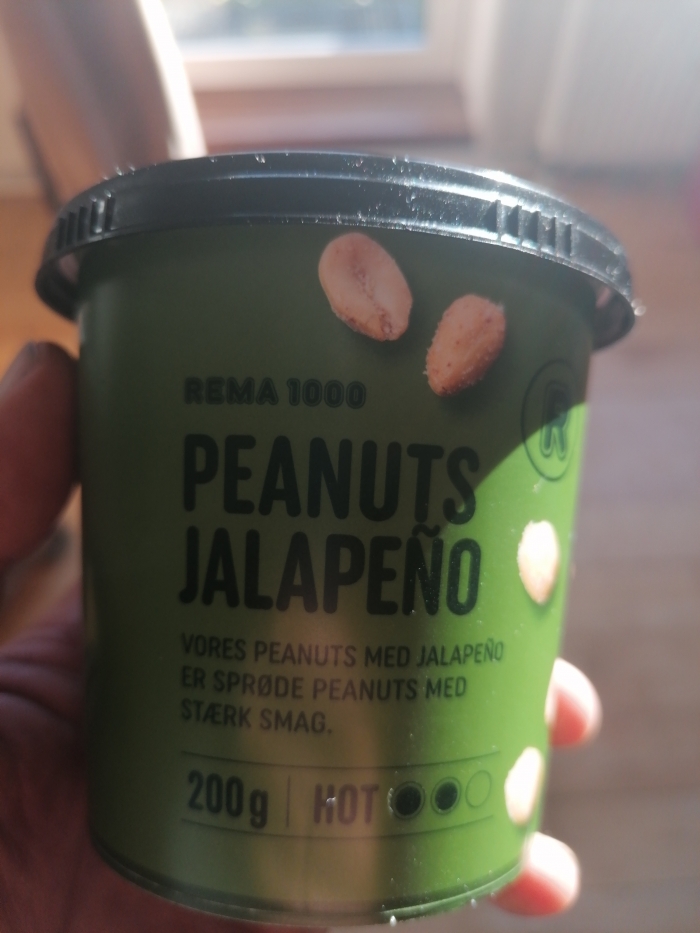 REMA 1000
R
PEANUTS
JALAPEÑO
VORES PEANUTS MED JALAPEÑO
ER SPRØDE PEANUTS MED
STÆRK SMAG.
200g | HOT